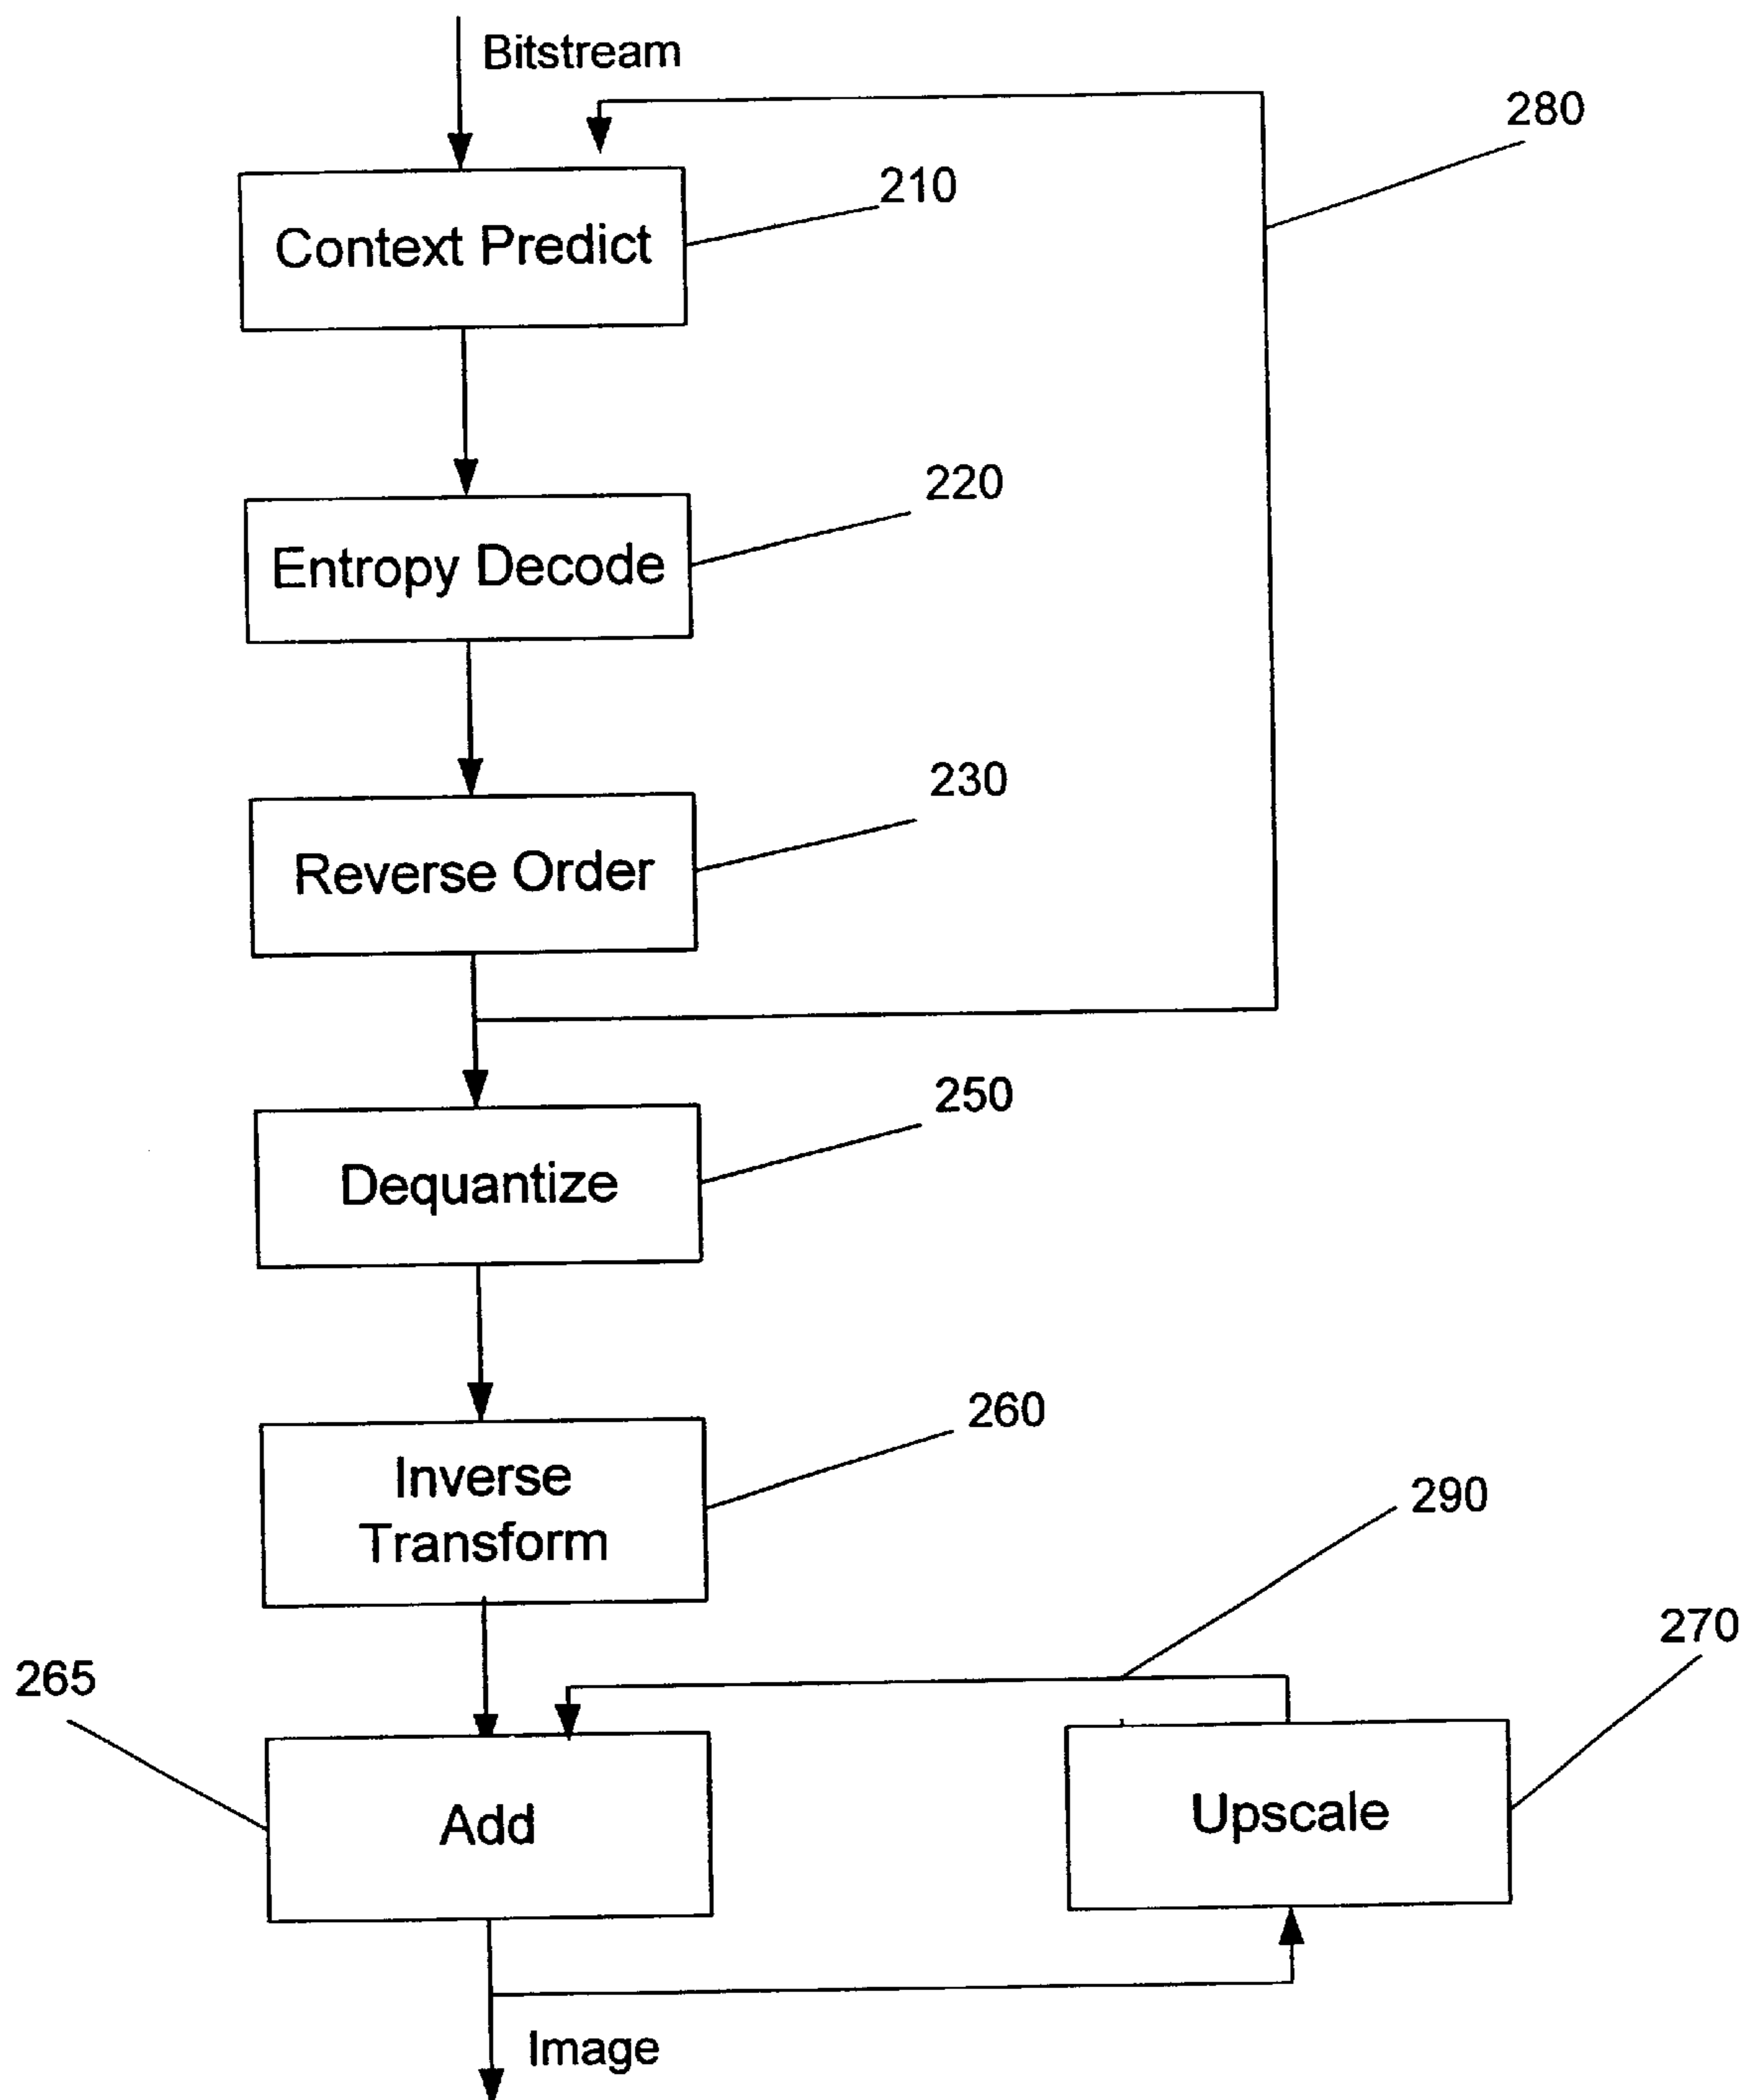 Bitstream
280
210
Context Predict
220
Entropy Decode
230
Reverse Order
250
Dequantize
260
Inverse
Transform
290
270
265
Add
Upscale
Image